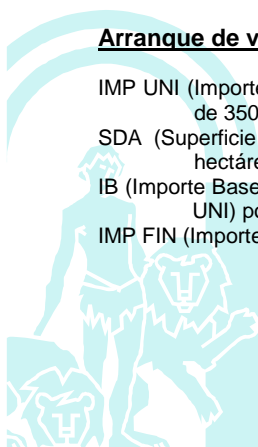 Arranque de v
IMP UNI (Importe
de 350
SDA (Superficie
hectáre
IB (Importe Base
UNI) po
IMP FIN (Importe